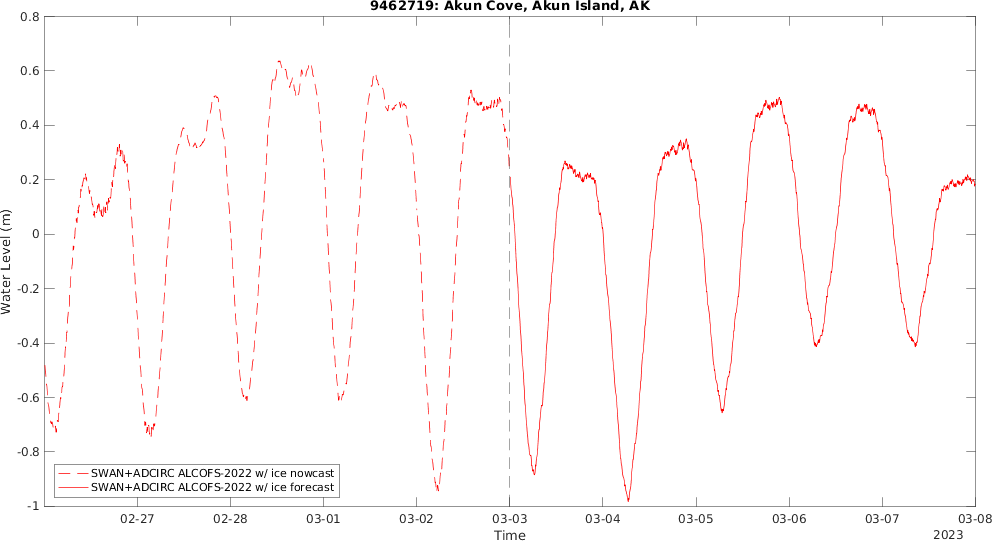 9462719: Akun Cove, Akun Island, AK
0.8
0.6
0.4
0.2
0
-0.2
-0.4
-0.6
-0.8
-1
Water Level (m)
SWAN+ADCIRC ALCOFS-2022 w/ ice nowcast
SWAN+ADCIRC ALCOFS-2022 w/ ice forecast
02-27 02-28 03-01 03-02 03-03 03-04 03-05 03-06 03-07 03-08
Time
2023